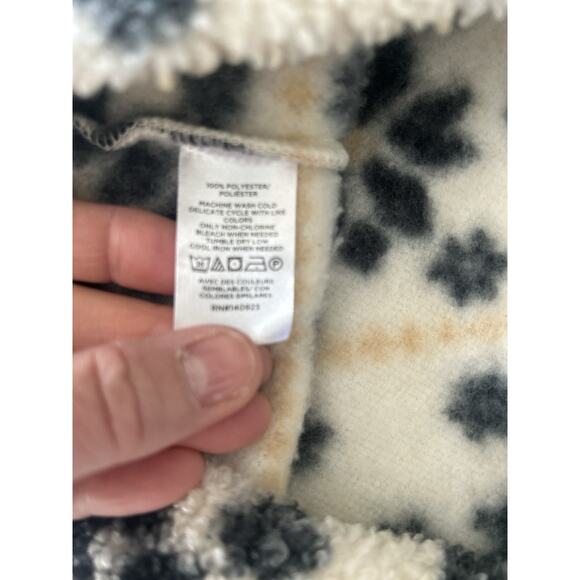 100% POLYESTER/
POLIÉSTER
MACHINE WASH COLD
DELICATE CYCLE WITH LIKE
COLORS
ONLY NON-CHLORINE
BLEACH WHEN NEEDED
TUMBLE DRY LOW
COOL IRON WHEN NEEDED
AVEC DES COULEURS
SEMBLABLES/ CON
COLORES SIMILARES
RN#140623